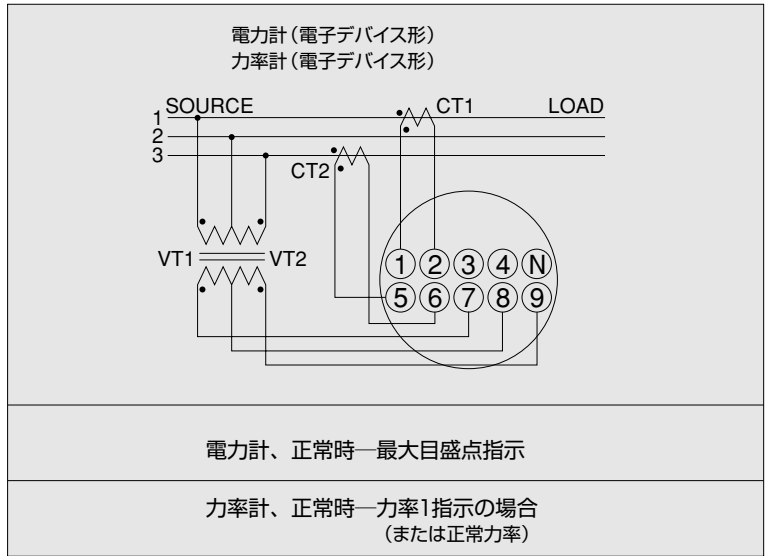 電力計(電子デバイス形)
力率計(電子デバイス形)
1 SOURCE CT1 LOAD
2
3
CT2
VT1 VT2
1 2 3 4 N
5 6 7 8 9
電力計、正常時―最大目盛点指示
力率計、正常時―力率1指示の場合
(または正常力率)